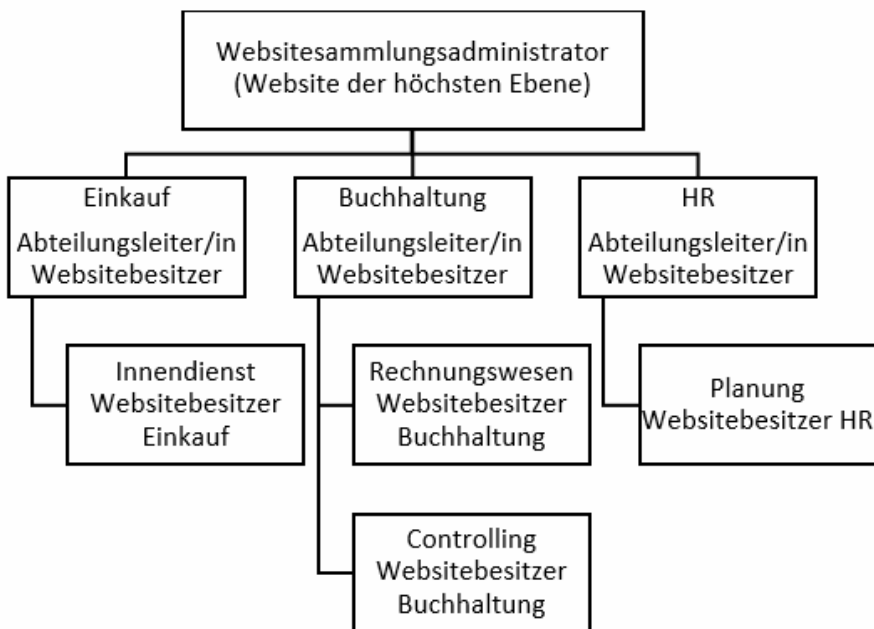 Websitesammlungsadministrator
(Website der höchsten Ebene)
Einkauf
Abteilungsleiter/in
Websitebesitzer
Buchhaltung
Abteilungsleiter/in
Websitebesitzer
HR
Abteilungsleiter/in
Websitebesitzer
Innendienst
Websitebesitzer
Einkauf
Rechnungswesen
Websitebesitzer
Buchhaltung
Planung
Websitebesitzer HR
Controlling
Websitebesitzer
Buchhaltung